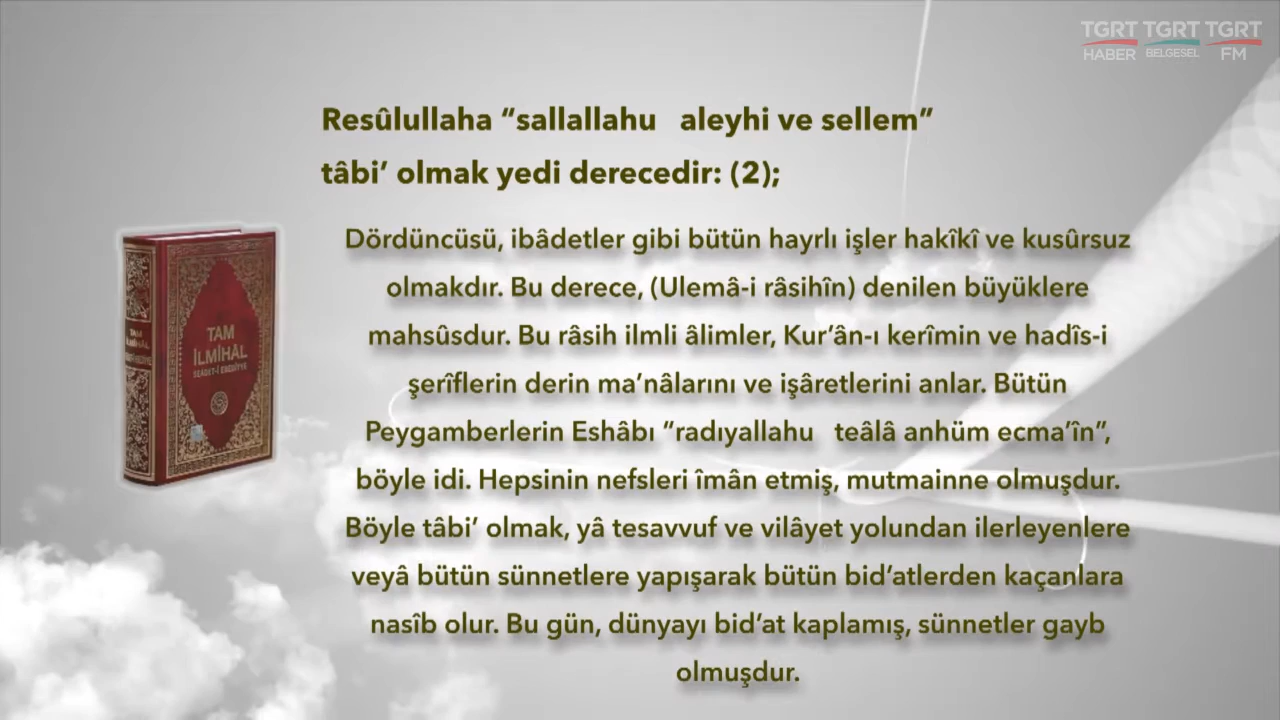 TGRT TGRT TGRT
HABER BELGESEL FM
Resûlullaha “sallallahu aleyhi ve sellem”
tâbi’ olmak yedi derecedir: (2);
Dördüncüsü, ibâdetler gibi bütün hayrlı işler hakîkî ve kusûrsuz
olmakdır. Bu derece, (Ulemâ-i râsihîn) denilen büyüklere
mahsûsdur. Bu râsih ilmli âlimler, Kur’ân-ı kerîmin ve hadîs-i
şerîflerin derin ma’nâlarını ve işâretlerini anlar. Bütün
Peygamberlerin Eshâbı “radıyallahu teâlâ anhüm ecma’în”,
böyle idi. Hepsinin nefsleri îmân etmiş, mutmainne olmuşdur.
Böyle tâbi’ olmak, yâ tesavvuf ve vilâyet yolundan ilerleyenlere
veyâ bütün sünnetlere yapışarak bütün bid’atlerden kaçanlara
nasîb olur. Bu gün, dünyayı bid’at kaplamış, sünnetler gayb
olmuşdur.
TAM
İLMİHÂL
SEÂDET-İ EBEDİYYE
TAM
İLMİHÂL